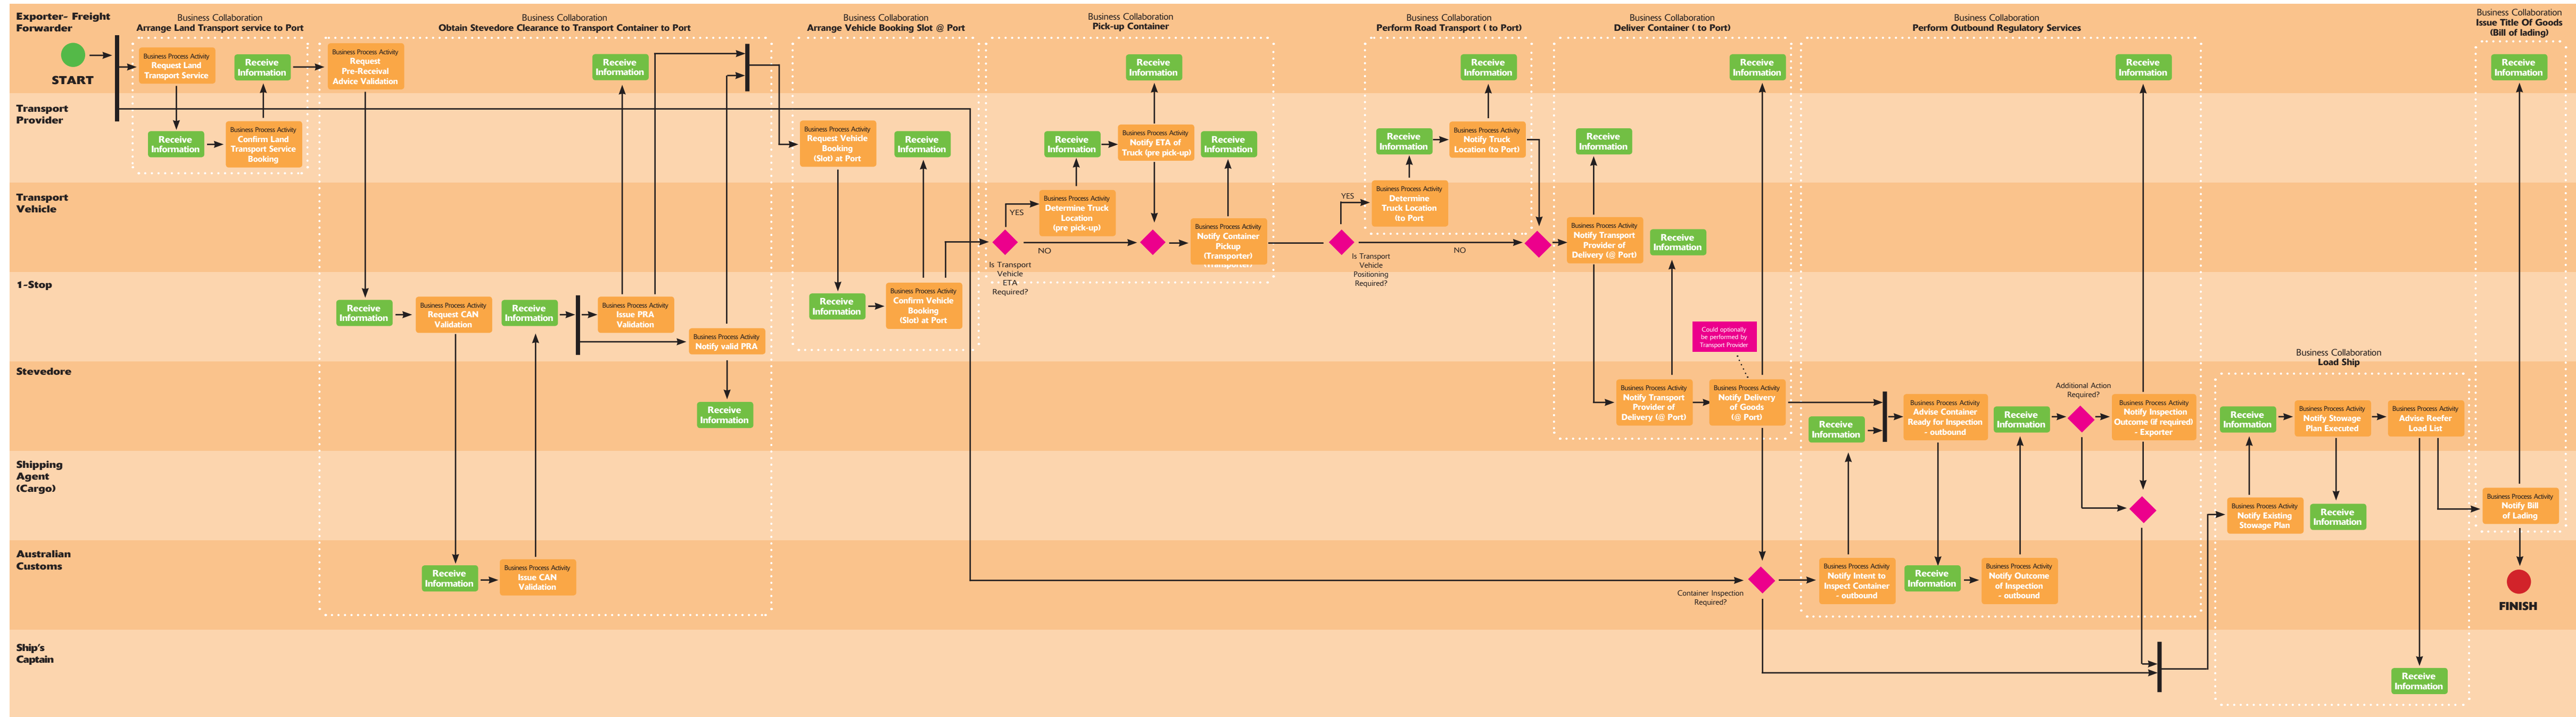 Exporter- Freight
Forwarder
START
Business Collaboration
Arrange Land Transport service to Port
Business Process Activity
Request Land
Transport Service
Receive
Information
Receive
Information
Business Process Activity
Confirm Land
Transport Service
Booking
Business Collaboration
Obtain Stevedore Clearance to Transport Container to Port
Business Process Activity
Request
Pre-Receival
Advice Validation
Receive
Information
Receive
Information
Business Process Activity
Request CAN
Validation
Receive
Information
Business Process Activity
Issue PRA
Validation
Business Process Activity
Notify valid PRA
Receive
Information
Receive
Information
Business Process Activity
Issue CAN
Validation
Business Collaboration
Arrange Vehicle Booking Slot @ Port
Business Process Activity
Request Vehicle
Booking
(Slot) at Port
Receive
Information
Receive
Information
Business Process Activity
Confirm Vehicle
Booking
(Slot) at Port
Business Collaboration
Pick-up Container
Receive
Information
Receive
Information
Business Process Activity
Notify ETA of
Truck (pre pick-up)
Receive
Information
YES
Business Process Activity
Determine Truck
Location
(pre pick-up)
NO
Business Process Activity
Notify Container
Pickup
(Transporter)
(Transporter)
Is Transport
Vehicle
ETA
Required?
Business Collaboration
Perform Road Transport ( to Port)
Receive
Information
Receive
Information
Business Process Activity
Notify Truck
Location (to Port)
YES
Business Process Activity
Determine
Truck Location
(to Port
NO
Is Transport
Vehicle
Positioning
Required?
Business Collaboration
Deliver Container ( to Port)
Receive
Information
Receive
Information
Business Process Activity
Notify Transport
Provider of
Delivery (@ Port)
Receive
Information
Could optionally
be performed by
Transport Provider
Business Process Activity
Notify Transport
Provider of
Delivery (@ Port)
Business Process Activity
Notify Delivery
of Goods
(@ Port)
Container Inspection
Required?
Business Collaboration
Perform Outbound Regulatory Services
Receive
Information
Receive
Information
Business Process Activity
Advise Container
Ready for Inspection
- outbound
Receive
Information
Additional Action
Required?
Business Process Activity
Notify Inspection
Outcome (if required)
- Exporter
Business Process Activity
Notify Intent to
Inspect Container
- outbound
Receive
Information
Business Process Activity
Notify Outcome
of Inspection
- outbound
Business Collaboration
Load Ship
Receive
Information
Business Process Activity
Notify Stowage
Plan Executed
Business Process Activity
Advise Reefer
Load List
Business Process Activity
Notify Existing
Stowage Plan
Receive
Information
Receive
Information
Business Collaboration
Issue Title Of Goods
(Bill of lading)
Receive
Information
Business Process Activity
Notify Bill
of Lading
FINISH
Transport
Provider
Transport
Vehicle
1-Stop
Stevedore
Shipping
Agent
(Cargo)
Australian
Customs
Ship's
Captain